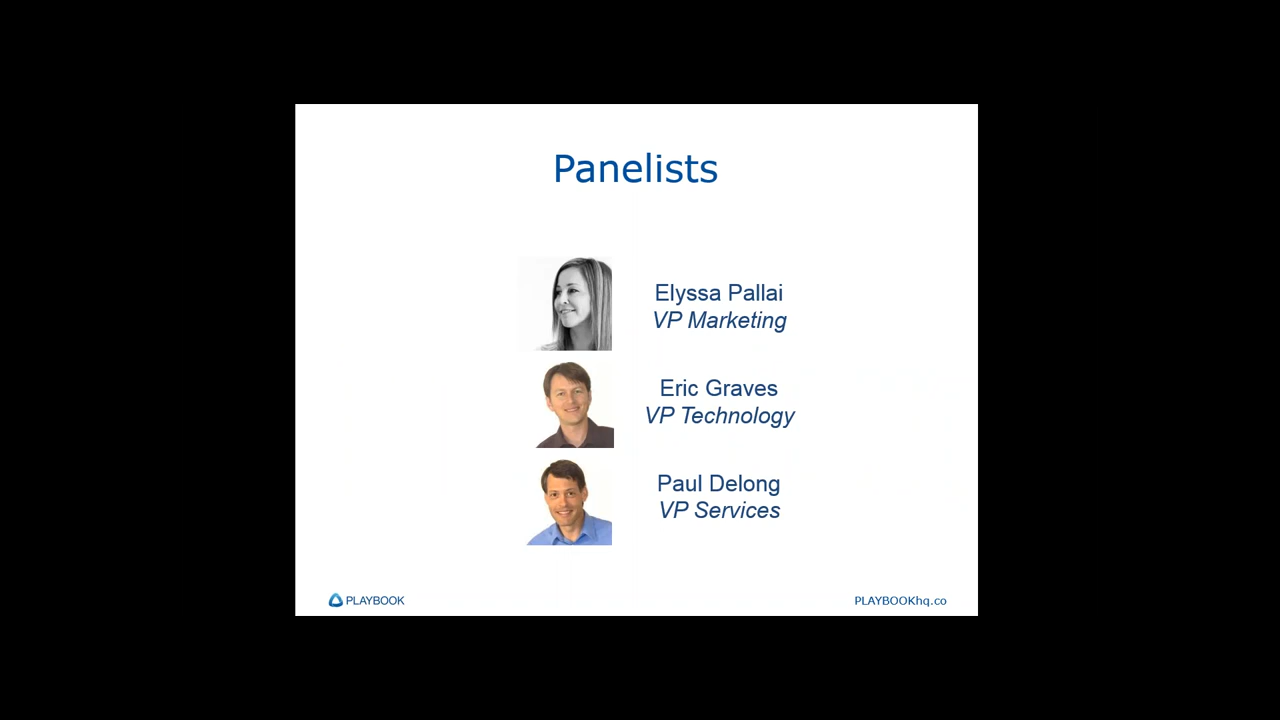 Panelists
Elyssa Pallai
VP Marketing
Eric Graves
VP Technology
Paul Delong
VP Services
PLAYBOOK
PLAYBOOKhq.co